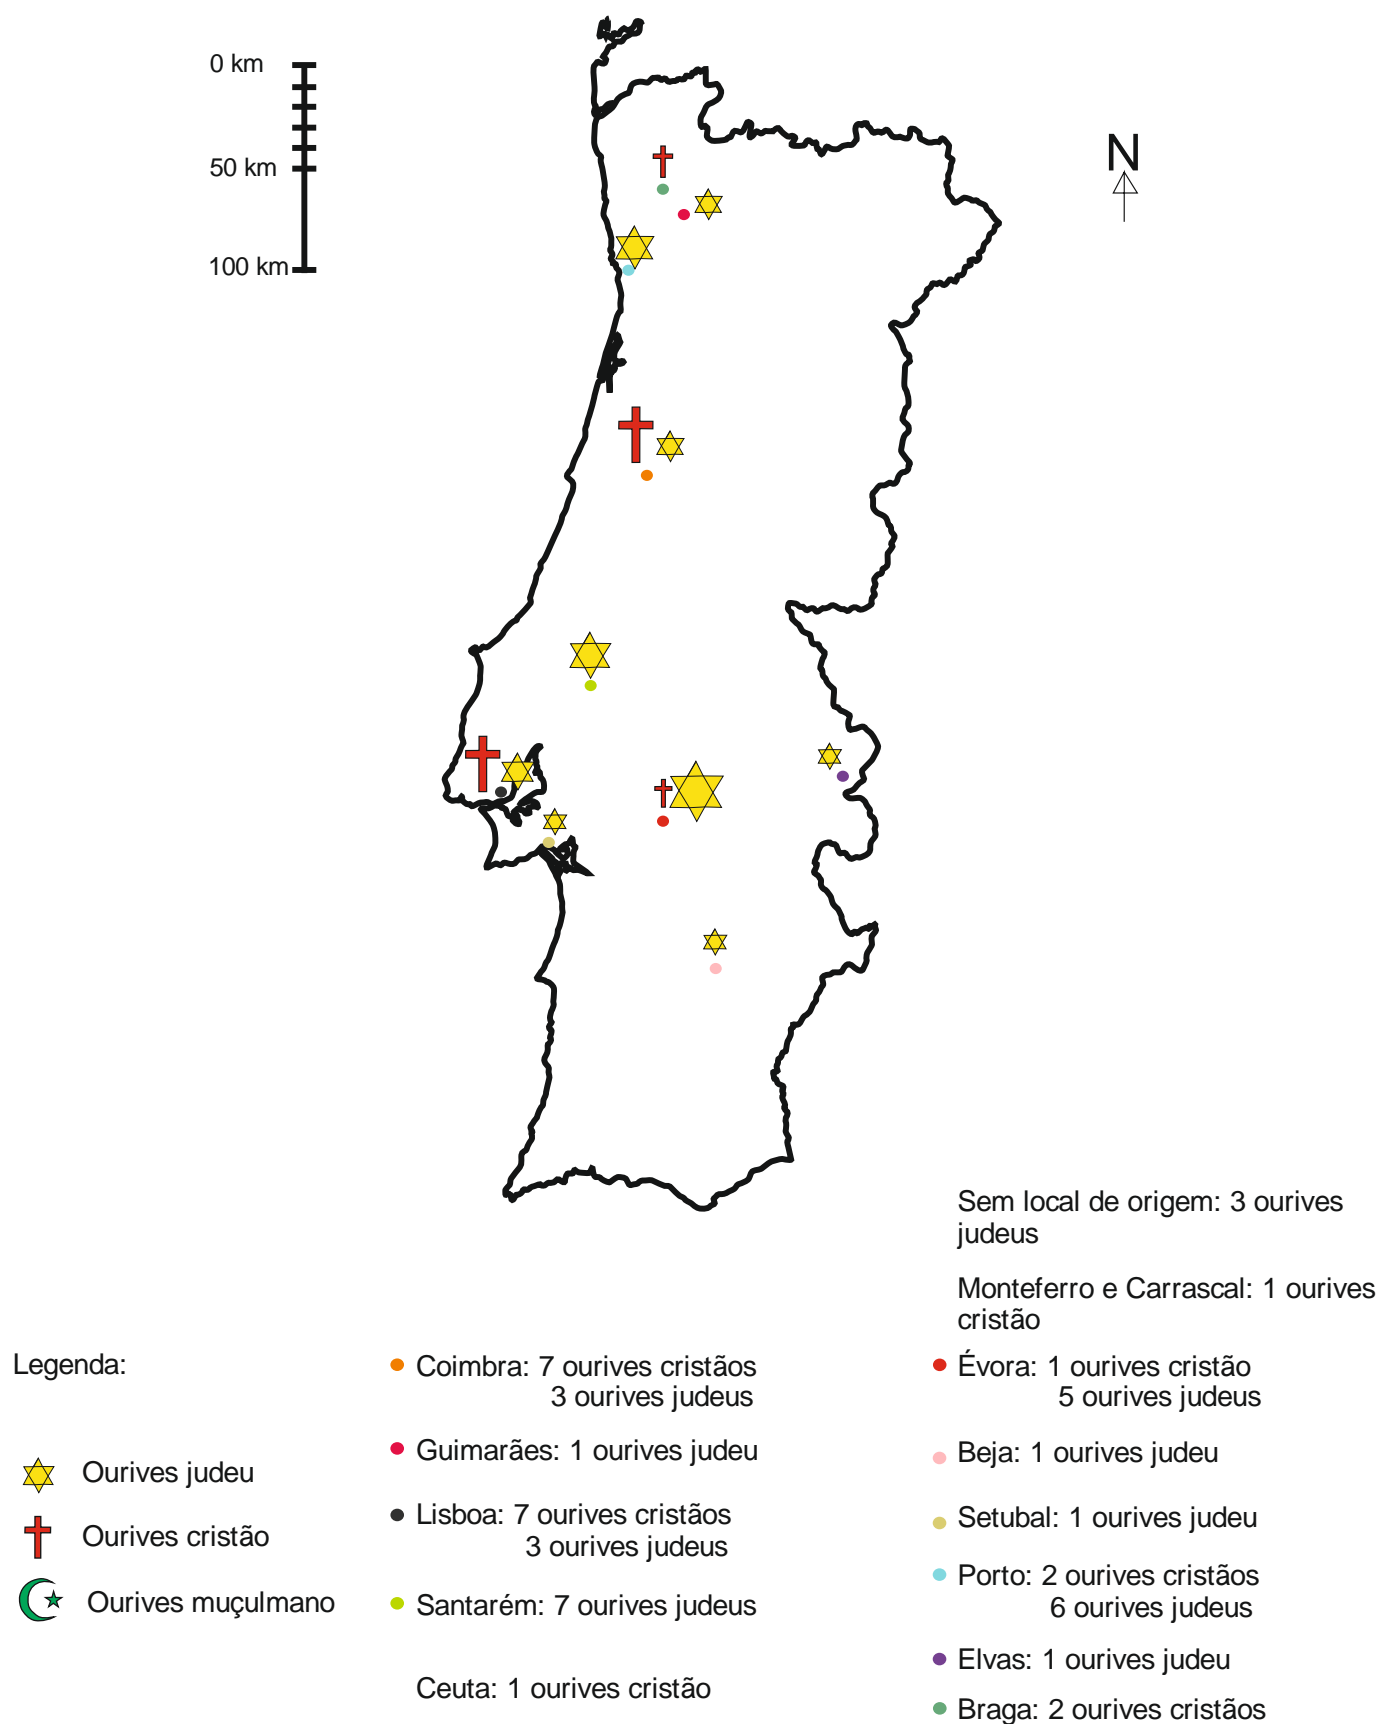 0 km
50 km
100 km
N
Sem local de origem: 3 ourives
judeus
Monteferro e Carrascal: 1 ourives
cristão
Legenda:
Ourives judeu
Ourives cristão
Ourives muçulmano
Coimbra: 7 ourives cristãos
3 ourives judeus
Guimarães: 1 ourives judeu
Lisboa: 7 ourives cristãos
3 ourives judeus
Santarém: 7 ourives judeus
Ceuta: 1 ourives cristão
Évora: 1 ourives cristão
5 ourives judeus
Beja: 1 ourives judeu
Setubal: 1 ourives judeu
Porto: 2 ourives cristãos
6 ourives judeus
Elvas: 1 ourives judeu
Braga: 2 ourives cristãos